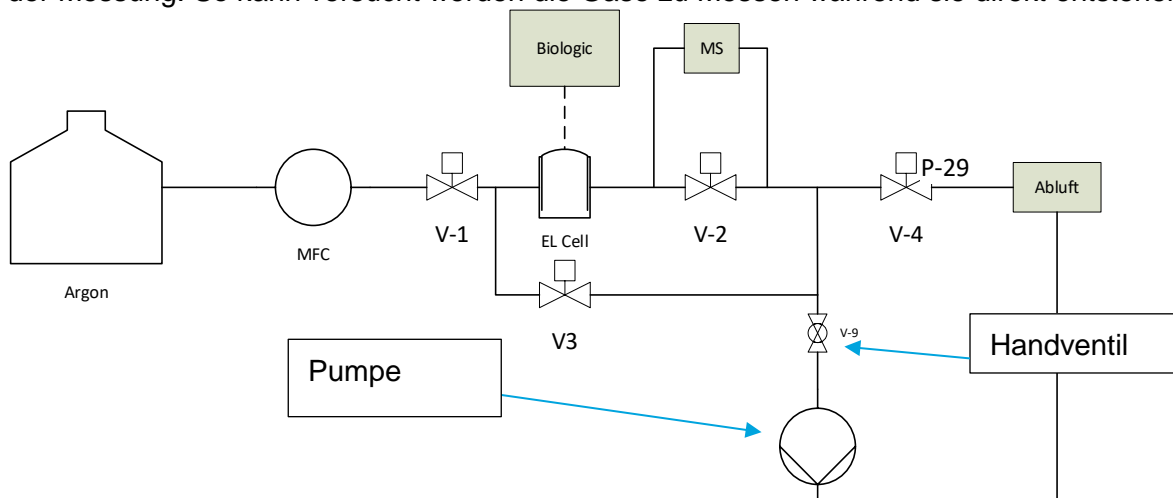 der Messung. So kann versucht werden die Gase zu messen während sie direkt entstehen
Biologic
MS
P-29
Abluft
V-1
EL Cell
V-2
V-4
MFC
Argon
V3
V-9
Handventil
Pumpe